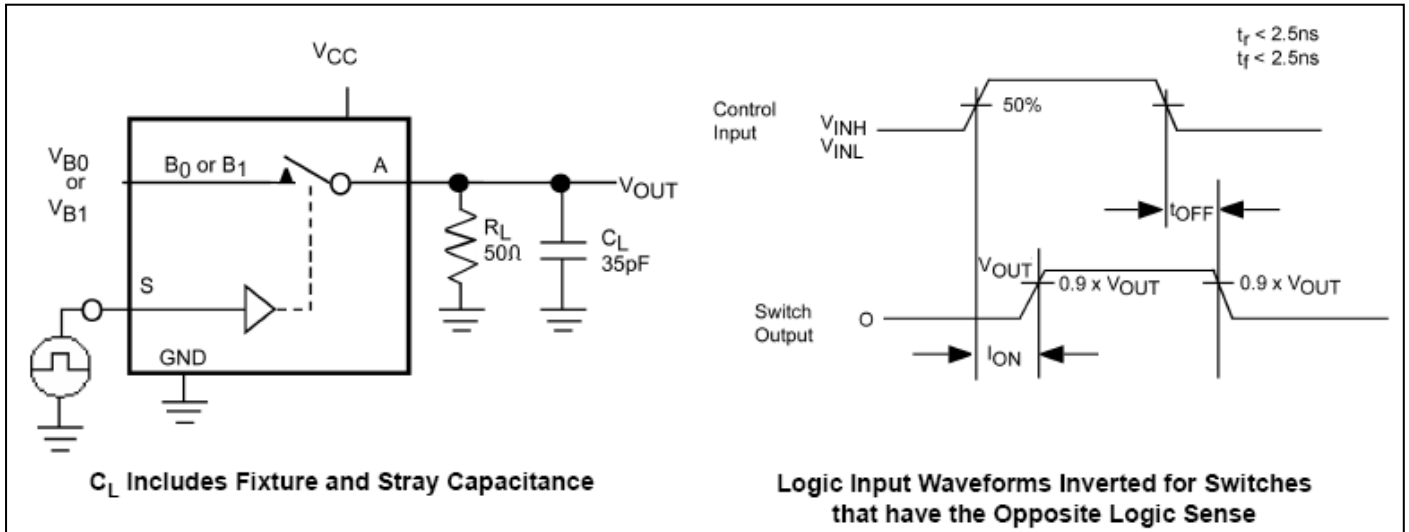 VCC
VB0
or
VB1
B0 or B1
A
VOUT
RL
50Ω
CL
35pF
S
GND
CL Includes Fixture and Stray Capacitance
tr < 2.5ns
tf < 2.5ns
Control
Input
VINH
VINL
50%
tOFF
VOUT
0.9 x VOUT
0.9 x VOUT
Switch
Output
O
ION
Logic Input Waveforms Inverted for Switches
that have the Opposite Logic Sense